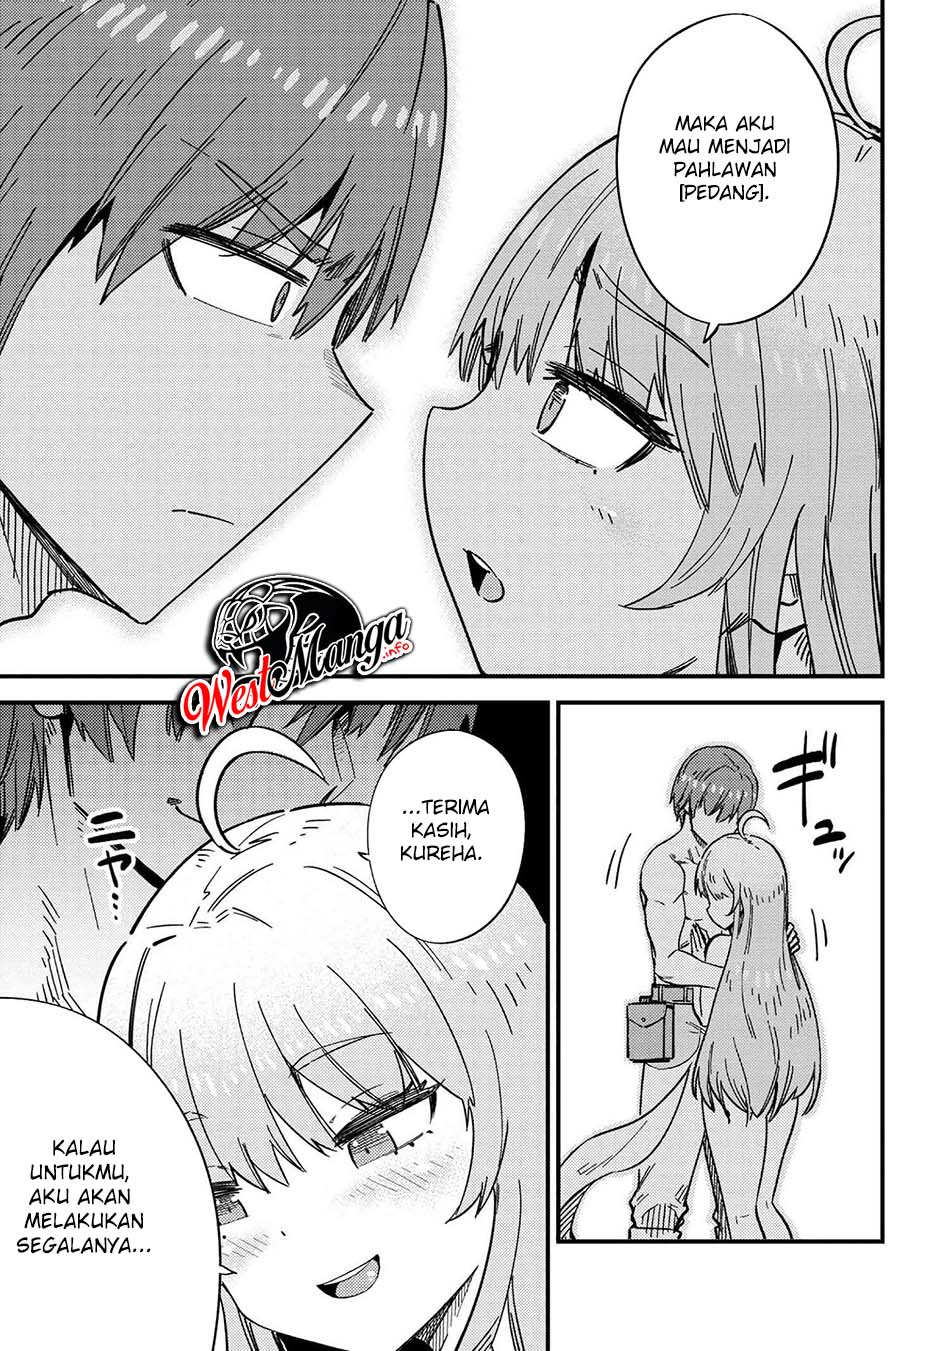 MAKA AKU
MAU MENJADI
PAHLAWAN
[PEDANG].
WESTMANGA
.info
ギュッ
...TERIMA
KASIH,
KUREHA.
ニャ...
KALAU
UNTUKMU,
AKU AKAN
MELAKUKAN
SEGALANYA...